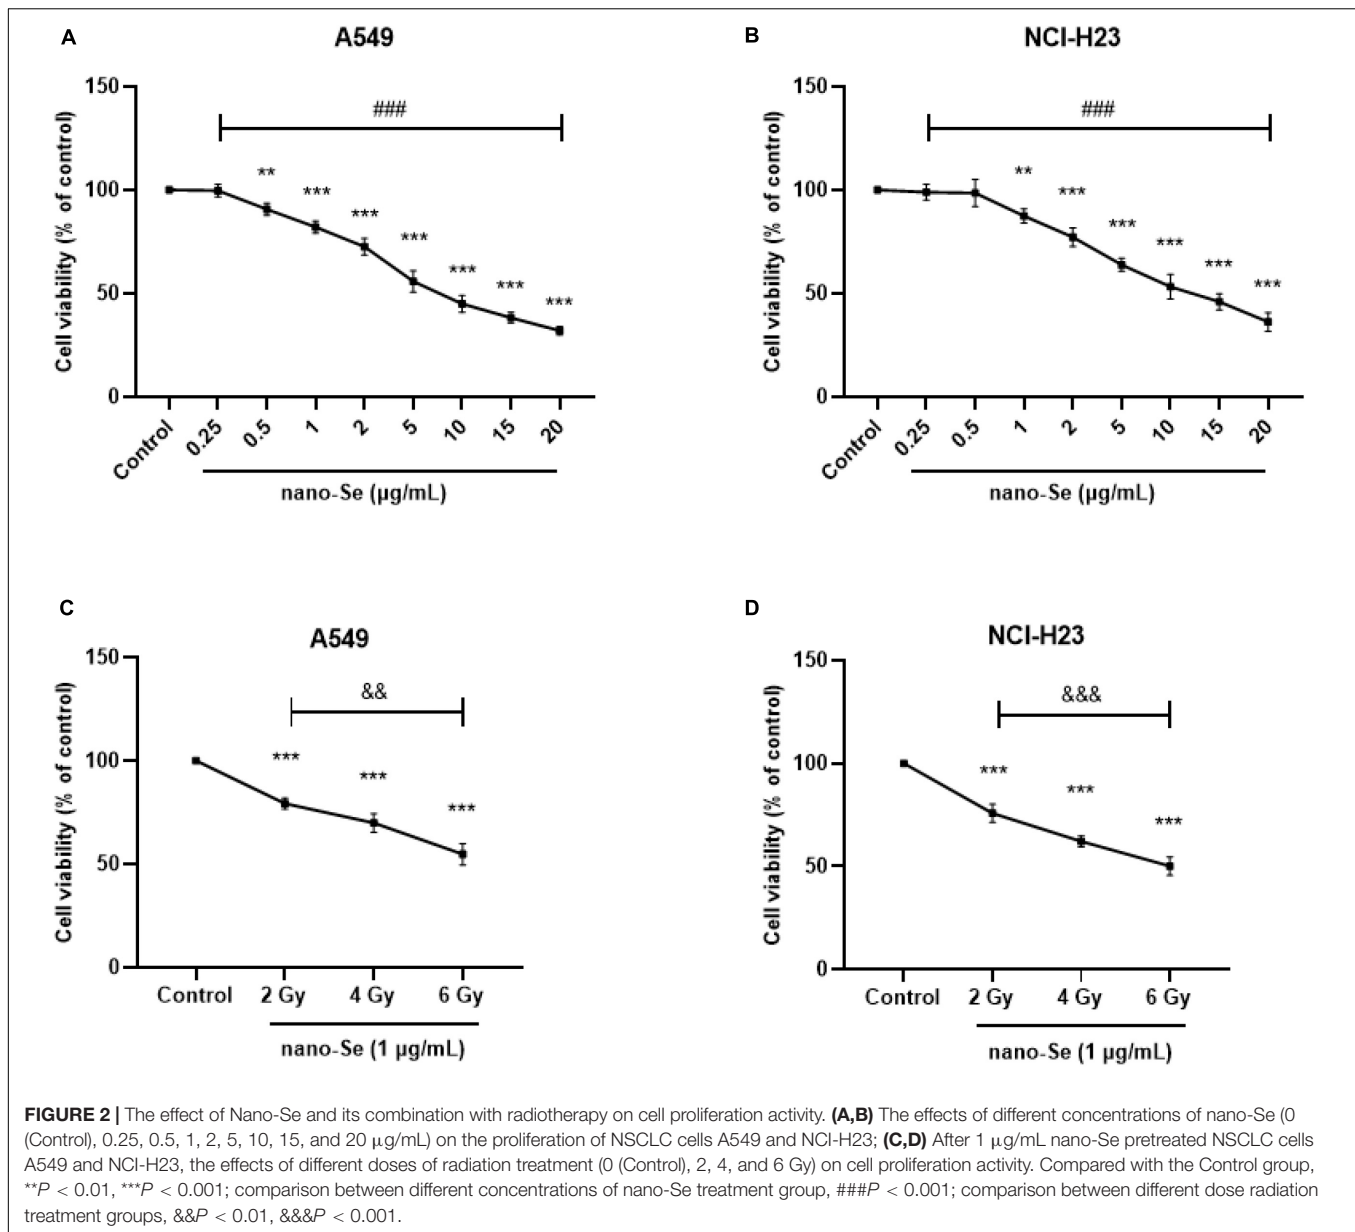 A
A549
Cell viability (% of control)
150
100
50
0
###
**
***
***
***
***
***
***
Control
0.25
0.5
1
2
5
10
15
20
nano-Se (µg/mL)
B
NCI-H23
Cell viability (% of control)
150
100
50
0
###
**
***
***
***
***
***
Control
0.25
0.5
1
2
5
10
15
20
nano-Se (µg/mL)
C
A549
Cell viability (% of control)
150
100
50
0
&&
***
***
***
Control
2 Gy
4 Gy
6 Gy
nano-Se (1 µg/mL)
D
NCI-H23
Cell viability (% of control)
150
100
50
0
&&&
***
***
***
Control
2 Gy
4 Gy
6 Gy
nano-Se (1 µg/mL)
FIGURE 2 | The effect of Nano-Se and its combination with radiotherapy on cell proliferation activity. (A,B) The effects of different concentrations of nano-Se (0
(Control), 0.25, 0.5, 1, 2, 5, 10, 15, and 20 µg/mL) on the proliferation of NSCLC cells A549 and NCI-H23; (C,D) After 1 µg/mL nano-Se pretreated NSCLC cells
A549 and NCI-H23, the effects of different doses of radiation treatment (0 (Control), 2, 4, and 6 Gy) on cell proliferation activity. Compared with the Control group,
**P < 0.01, ***P < 0.001; comparison between different concentrations of nano-Se treatment group, ###P < 0.001; comparison between different dose radiation
treatment groups, &&P < 0.01, &&&P < 0.001.